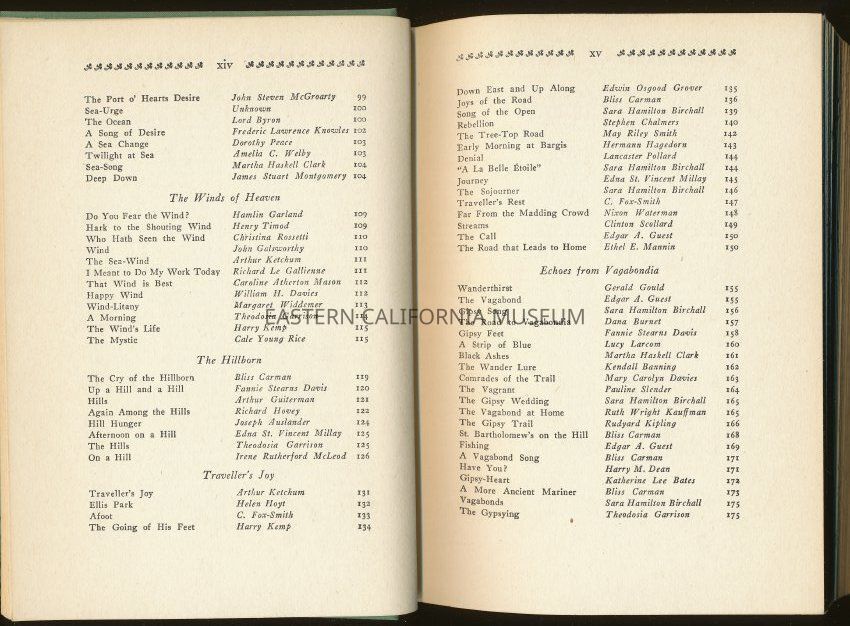 xiv
The Port o' Hearts Desire John Steven McGroarty 99
Sea-Urge Unknown 100
The Ocean Lord Byron 100
A Song of Desire Frederic Lawrence Knowles 102
A Sea Change Dorothy Peace 103
Twilight at Sea Amelia C. Welby 103
Sea-Song Martha Haskell Clark 104
Deep Down James Stuart Montgomery 104
The Winds of Heaven
Do You Fear the Wind? Hamlin Garland 109
Hark to the Shouting Wind Henry Timod 109
Who Hath Seen the Wind Christina Rossetti 110
Wind John Galsworthy 110
The Sea-Wind Arthur Ketchum 111
I Meant to Do My Work Today Richard Le Gallienne 111
That Wind is Best Caroline Atherton Mason 112
Happy Wind William H. Davies 112
Wind-Litany Margaret Widdemer 113
A Morning Theodosia Garrison 114
The Wind's Life Harry Kemp 115
The Mystic Cale Young Rice 115
The Hillborn
The Cry of the Hillborn Bliss Carman 119
Up a Hill and a Hill Fannie Stearns Davis 120
Hills Arthur Guiterman 121
Again Among the Hills Richard Hovey 122
Hill Hunger Joseph Auslander 124
Afternoon on a Hill Edna St. Vincent Millay 125
The Hills Theodosia Garrison 125
On a Hill Irene Rutherford McLeod 126
Traveller's Joy
Traveller's Joy Arthur Ketchum 131
Ellis Park Helen Hoyt 132
Afoot C. Fox-Smith 133
The Going of His Feet Harry Kemp 134
xv
Down East and Up Along Edwin Osgood Grover 135
Joys of the Road Bliss Carman 136
Song of the Open Sara Hamilton Birchall 139
Rebellion Stephen Chalmers 140
The Tree-Top Road May Riley Smith 142
Early Morning at Bargis Hermann Hagedorn 143
Denial Lancaster Pollard 144
"A La Belle Étoile" Sara Hamilton Birchall 144
Journey Edna St. Vincent Millay 145
The Sojourner Sara Hamilton Birchall 146
Traveller's Rest C. Fox-Smith 147
Far From the Madding Crowd Nixon Waterman 148
Streams Clinton Scollard 149
The Call Edgar A. Guest 150
The Road that Leads to Home Ethel E. Mannin 150
Echoes from Vagabondia
Wanderthirst Gerald Gould 155
The Vagabond Edgar A. Guest 155
Song Sara Hamilton Birchall 156
The Road to Vagabondia Dana Burnet 157
Gipsy Feet Fannie Stearns Davis 158
A Strip of Blue Lucy Larcom 160
Black Ashes Martha Haskell Clark 161
The Wander Lure Kendall Banning 162
Comrades of the Trail Mary Carolyn Davies 163
The Vagrant Pauline Slender 164
The Gipsy Wedding Sara Hamilton Birchall 165
The Vagabond at Home Ruth Wright Kauffman 165
The Gipsy Trail Rudyard Kipling 166
St. Bartholomew's on the Hill Bliss Carman 168
Fishing Edgar A. Guest 169
A Vagabond Song Bliss Carman 171
Have You? Harry M. Dean 171
Gipsy-Heart Katherine Lee Bates 172
A More Ancient Mariner Bliss Carman 173
Vagabonds Sara Hamilton Birchall 175
The Gypsying Theodosia Garrison 175
EASTERN CALIFORNIA MUSEUM